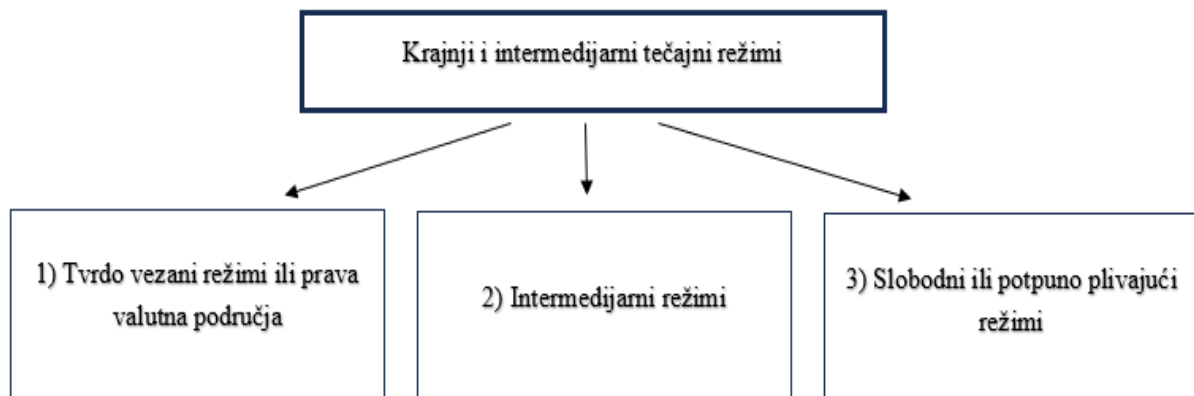 Krajnji i intermedijarni tečajni režimi
1) Tvrdo vezani režimi ili prava
valutna područja
2) Intermedijarni režimi
3) Slobodni ili potpuno plivajući
režimi